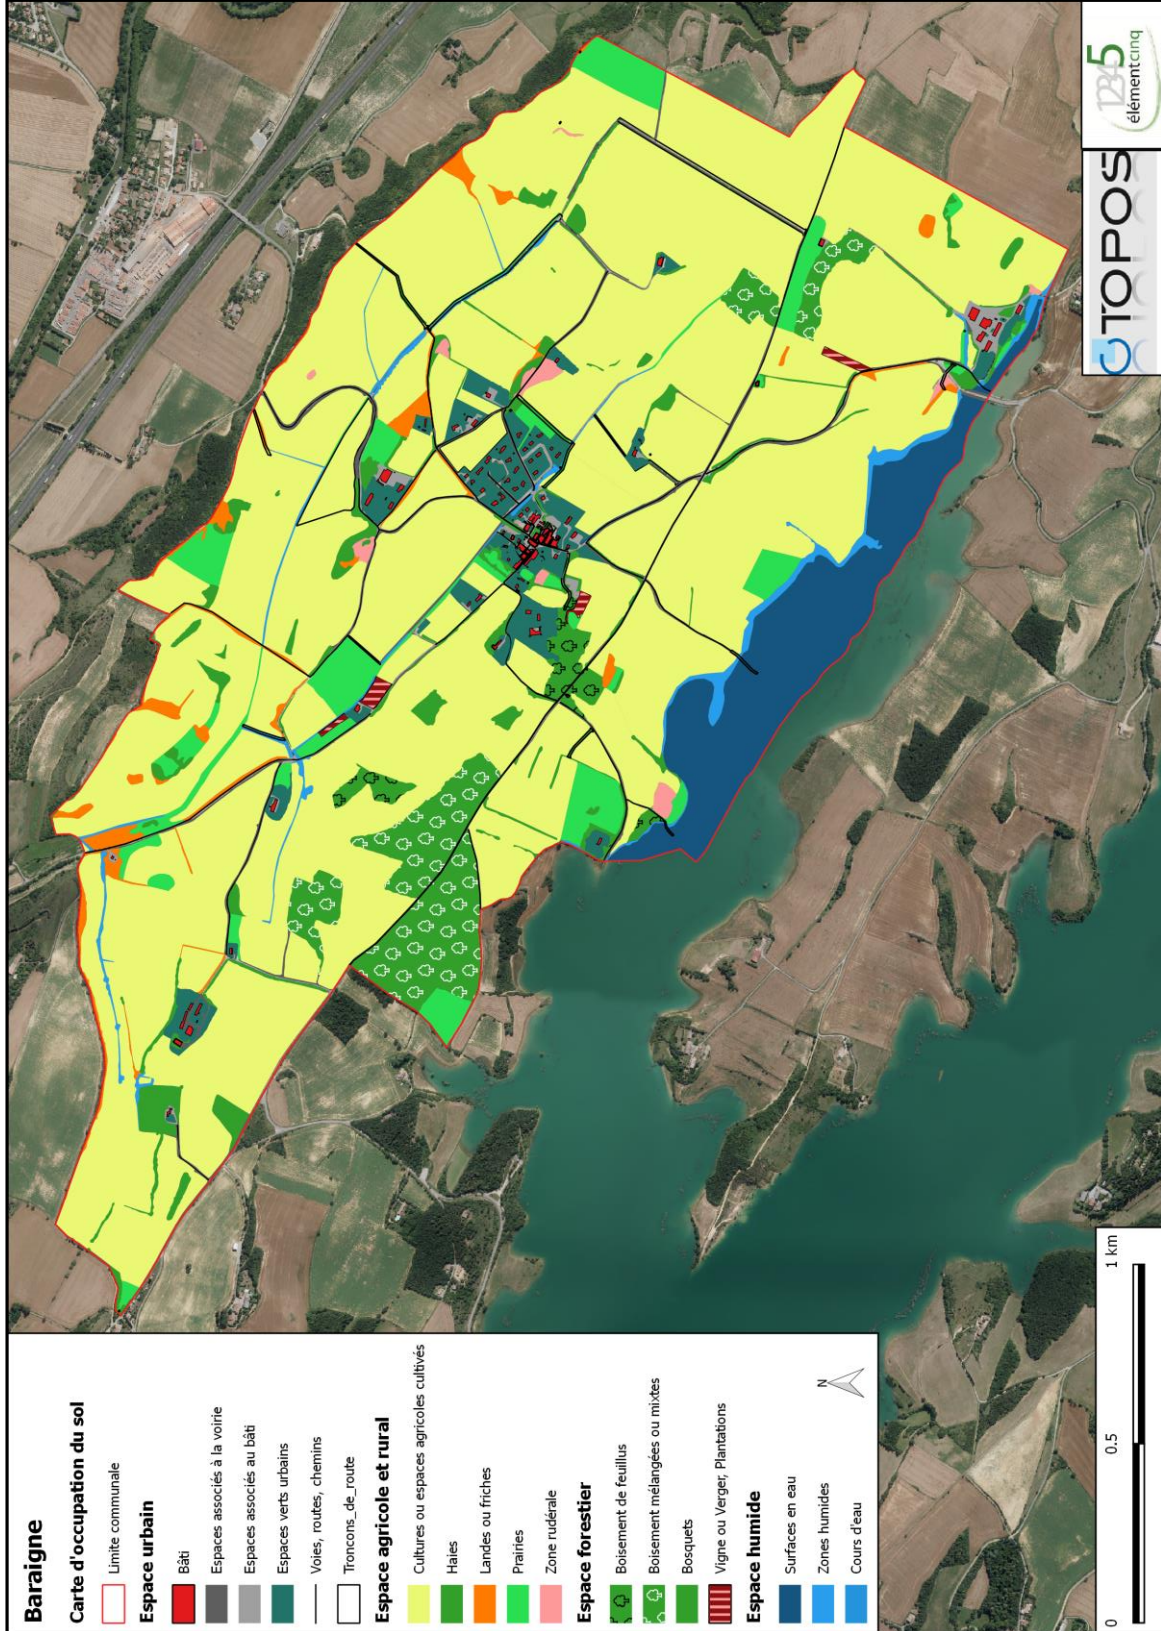 Baraigne
Carte d'occupation du sol
Limite communale
Espace urbain
Bâti
Espaces associés à la voirie
Espaces associés au bâti
Espaces verts urbains
Voies, routes, chemins
Troncons_de_route
Espace agricole et rural
Cultures ou espaces agricoles cultivés
Haies
Landes ou friches
Prairies
Zone rudérale
Espace forestier
Boisement de feuillus
Boisement mélangées ou mixtes
Bosquets
Vigne ou Verger, Plantations
Espace humide
Surfaces en eau
Zones humides
Cours d'eau
N
0 0.5 1 km
TOPOS
12345
élémentcinq